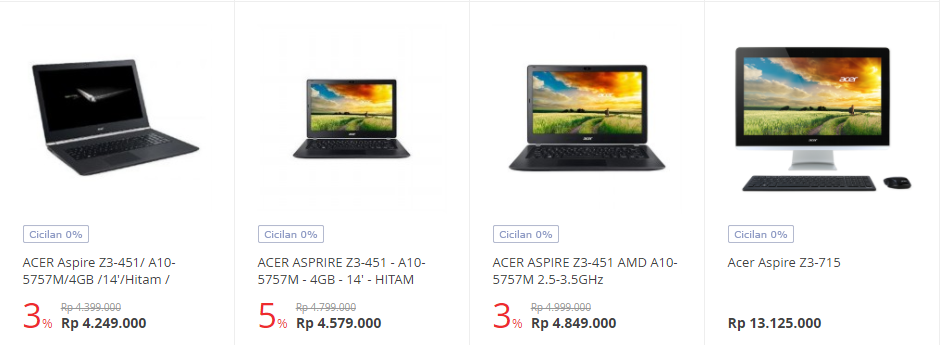 acer
Cicilan 0%
ACER Aspire Z3-451/ A10-
5757M/4GB /14'/Hitam /
3%
Rp 4.399.000
Rp 4.249.000
Cicilan 0%
ACER ASPRIRE Z3-451 - A10-
5757M - 4GB - 14' - HITAM
5%
Rp 4.799.000
Rp 4.579.000
Cicilan 0%
ACER ASPIRE Z3-451 AMD A10-
5757M 2.5-3.5GHz
3%
Rp 4.999.000
Rp 4.849.000
Cicilan 0%
Acer Aspire Z3-715
Rp 13.125.000